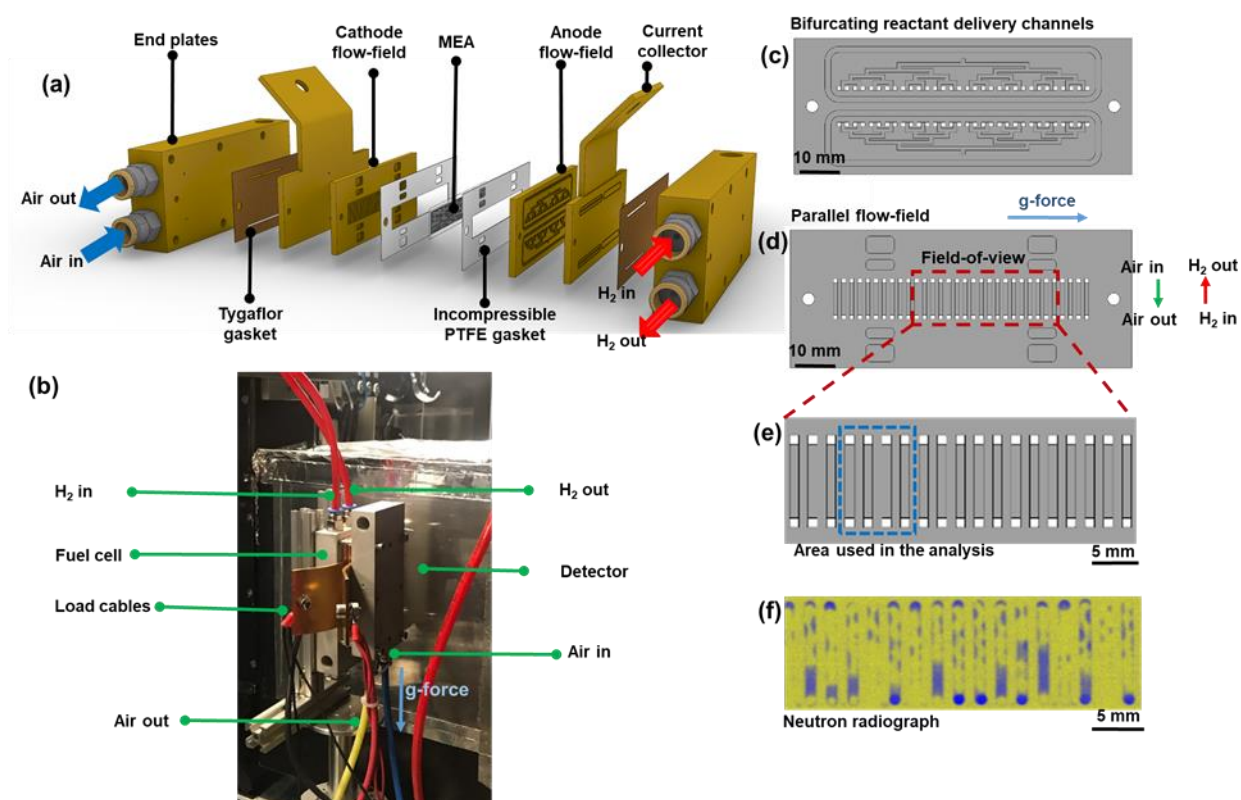 (a)
End plates
Cathode
flow-field
MEA
Anode
flow-field
Current
collector
Air out
Air in
Tygaflor
gasket
Incompressible
PTFE gasket
H₂ in
H₂ out
(b)
H₂ in
Fuel cell
Load cables
Air out
H₂ out
Detector
Air in
g-force
Bifurcating reactant delivery channels
(c)
10 mm
Parallel flow-field
g-force
(d)
Field-of-view
Air in
H₂ out
Air out
H₂ in
10 mm
(e)
Area used in the analysis
5 mm
(f)
Neutron radiograph
5 mm